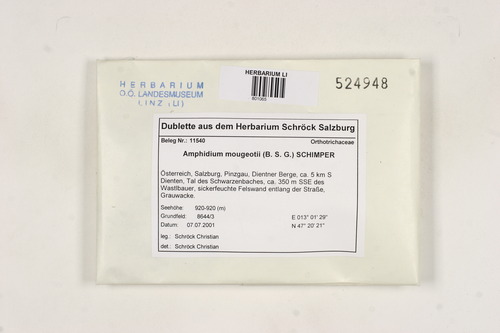 HERBARIUM LI
601065
HERBARIUM
O.Ö. LANDESMUSEUM
LINZ (LI)
524948
Dublette aus dem Herbarium Schröck Salzburg
Beleg Nr.: 11540 Orthotrichaceae
Amphidium mougeotii (B. S. G.) SCHIMPER
Österreich, Salzburg, Pinzgau, Dientner Berge, ca. 5 km S
Dienten, Tal des Schwarzenbaches, ca. 350 m SSE des
Wastlbauer, sickerfeuchte Felswand entlang der Straße,
Grauwacke.
Seehöhe: 920-920 (m)
Grundfeld: 8644/3 E 013° 01' 29"
Datum: 07.07.2001 N 47° 20' 21"
leg.: Schröck Christian
det.: Schröck Christian